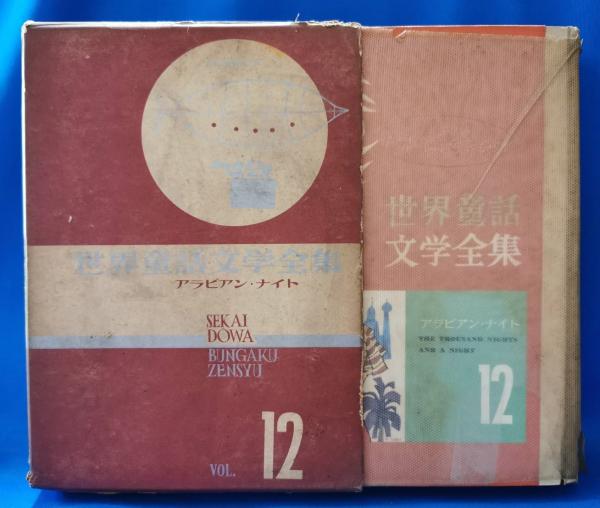 世界童話文学全集
アラビアン・ナイト
SEKAI
DOWA
BUNGAKU
ZENSYU
VOL. 12
世界童話
文学全集
アラビアン・ナイト
THE THOUSAND NIGHTS
AND A NIGHT
12